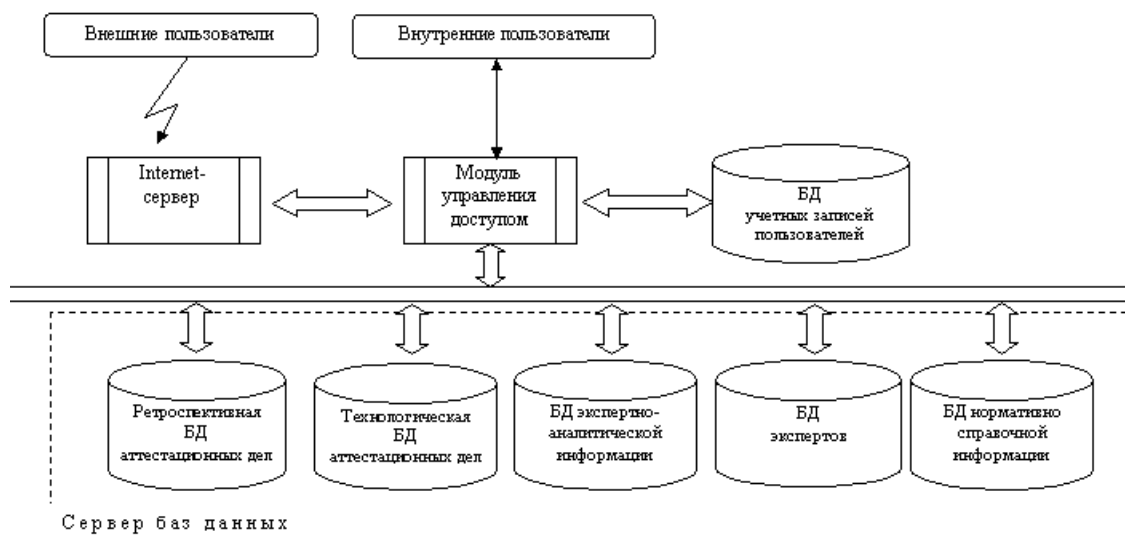 Внешние пользователи
Внутренние пользователи
Internet-
сервер
Модуль
управления
доступом
БД
учетных записей
пользователей
Ретроспективная
БД
аттестационных дел
Технологическая
БД
аттестационных дел
БД экспертно-
аналитической
информации
БД
экспертов
БД нормативно
справочной
информации
Сервер баз данных